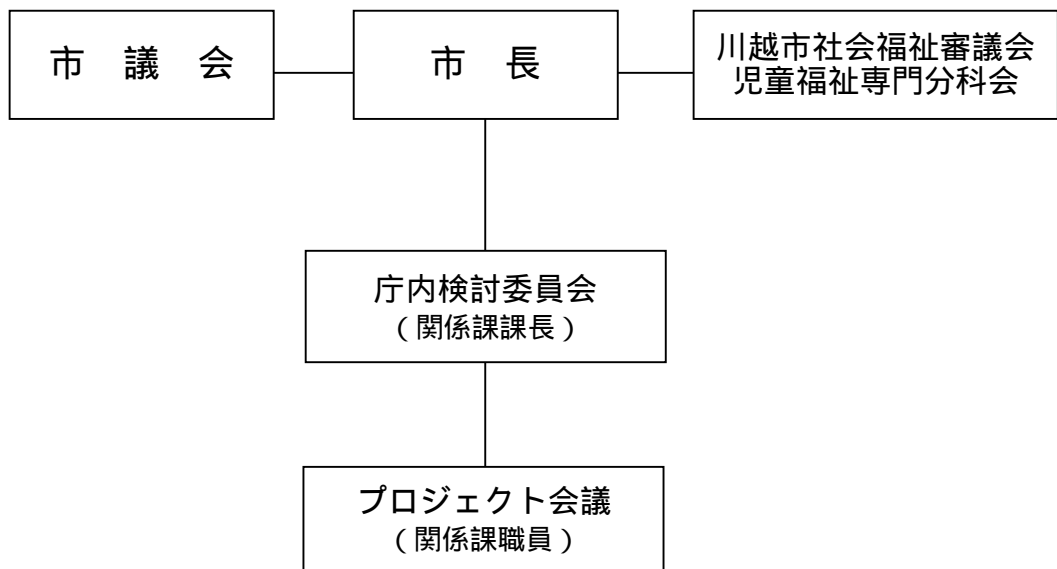 市　議　会
市　長
川越市社会福祉審議会
児童福祉専門分科会
庁内検討委員会
（関係課課長）
プロジェクト会議
（関係課職員）